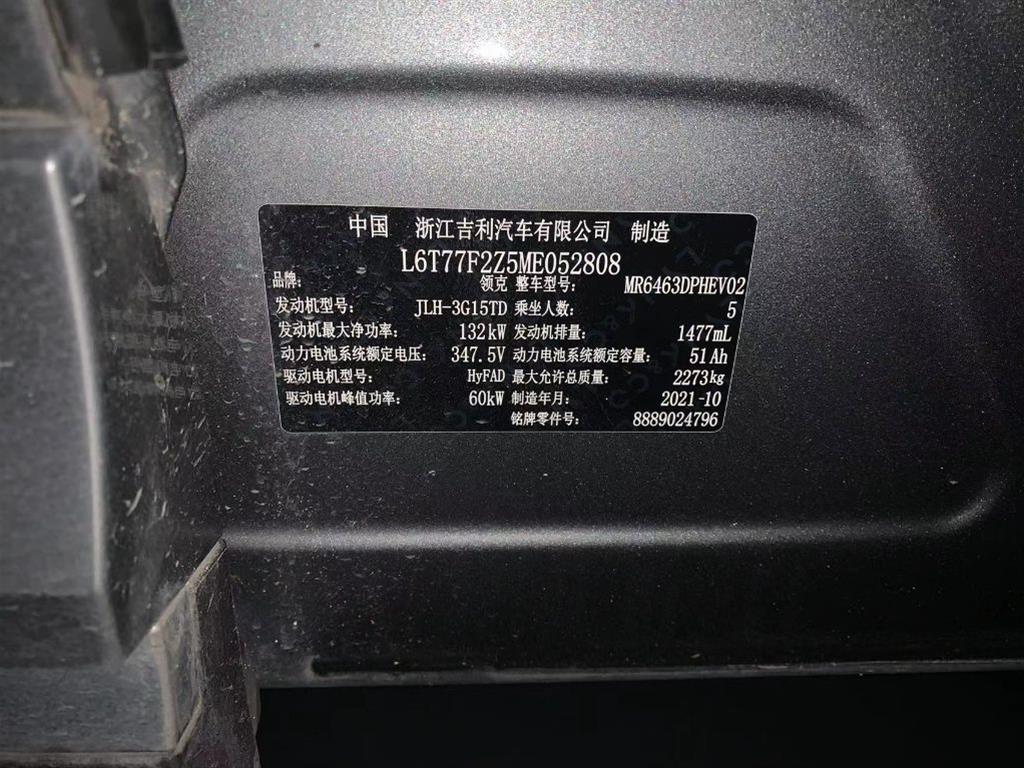 中国 浙江吉利汽车有限公司 制造
L6T77F2Z5ME052808
品牌: 领克 整车型号: MR6463DPHEV02
发动机型号: JLH-3G15TD 乘坐人数: 5
发动机最大净功率: 132kW 发动机排量: 1477mL
动力电池系统额定电压: 347.5V 动力电池系统额定容量: 51Ah
驱动电机型号: HyFAD 最大允许总质量: 2273kg
驱动电机峰值功率: 60kW 制造年月: 2021-10
铭牌零件号: 8889024796